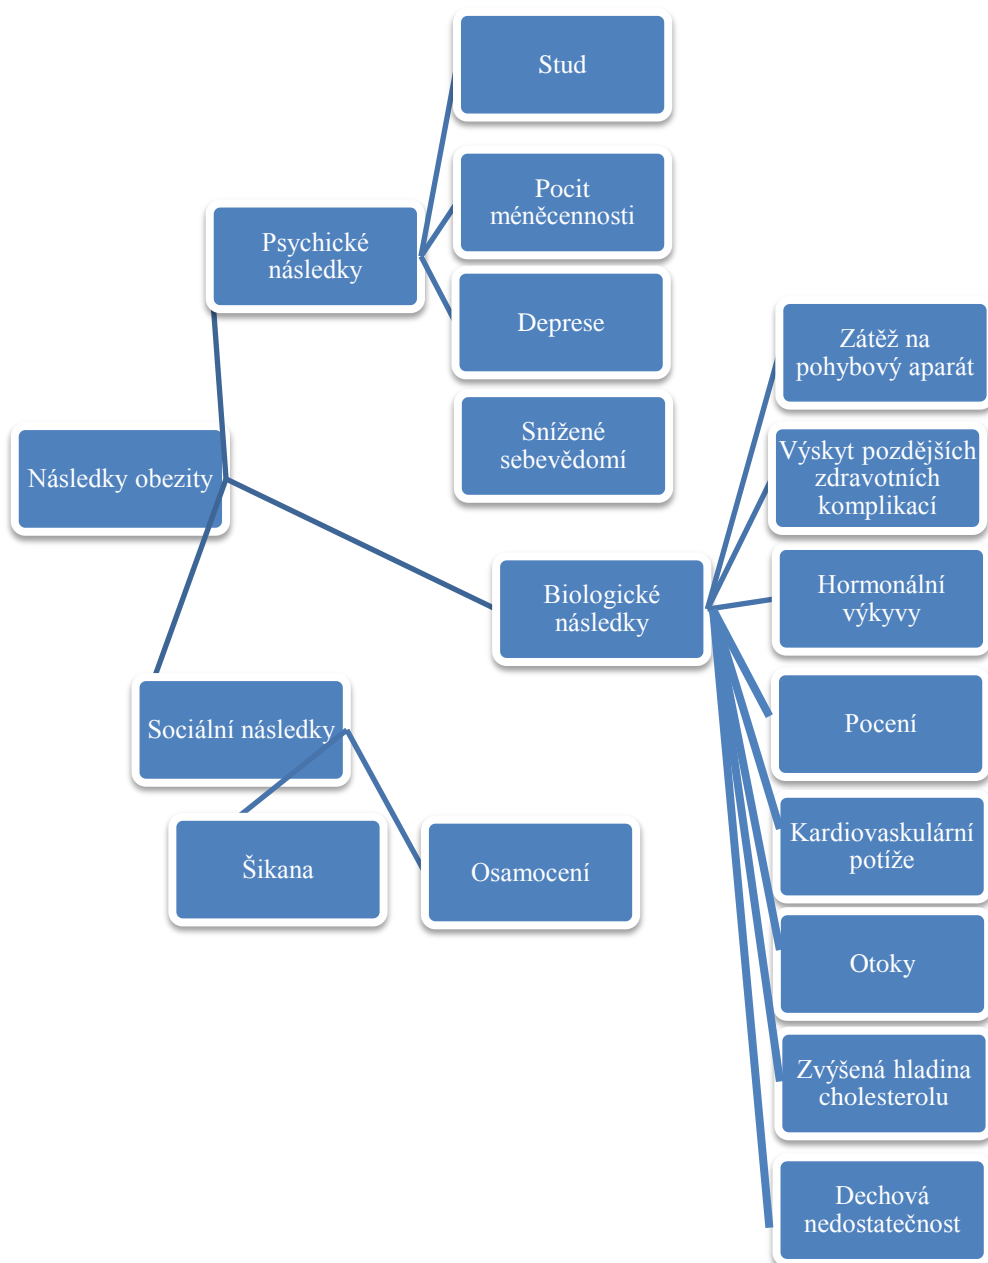 Stud
Pocit
méněcennosti
Psychické
následky
Deprese
Snížené
sebevědomí
Následky obezity
Zátěž na
pohybový aparát
Výskyt pozdějších
zdravotních
komplikací
Hormonální
výkyvy
Biologické
následky
Pocení
Sociální následky
Kardiovaskulární
potíže
Šikana
Osamocení
Otoky
Zvýšená hladina
cholesterolu
Dechová
nedostatečnost